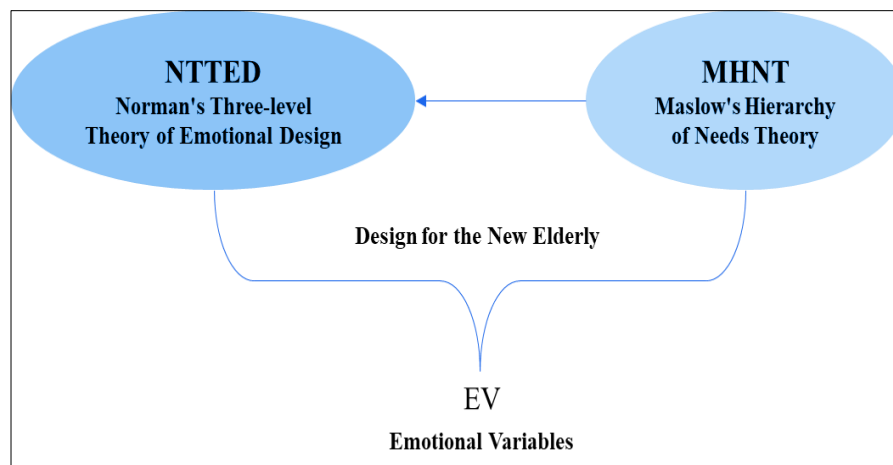 NTTED
Norman's Three-level
Theory of Emotional Design
MHNT
Maslow's Hierarchy
of Needs Theory
Design for the New Elderly
EV
Emotional Variables